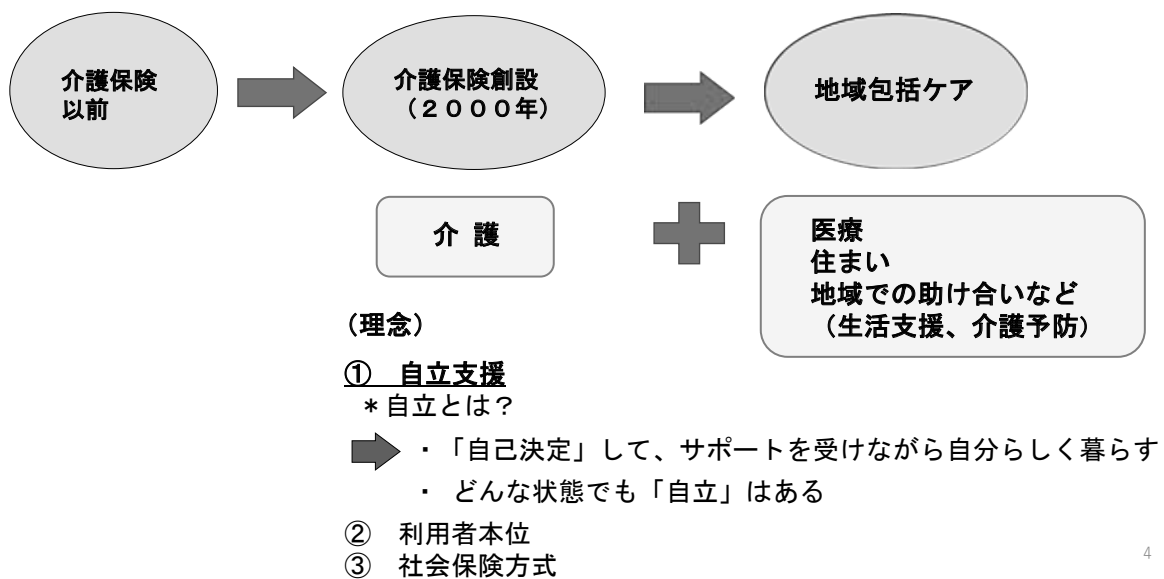 介護保険
以前
介護保険創設
（２０００年）
地域包括ケア
介 護
医療
住まい
地域での助け合いなど
（生活支援、介護予防）
（理念）
①　自立支援
＊自立とは？
・「自己決定」して、サポートを受けながら自分らしく暮らす
・ どんな状態でも「自立」はある
②　利用者本位
③　社会保険方式
4